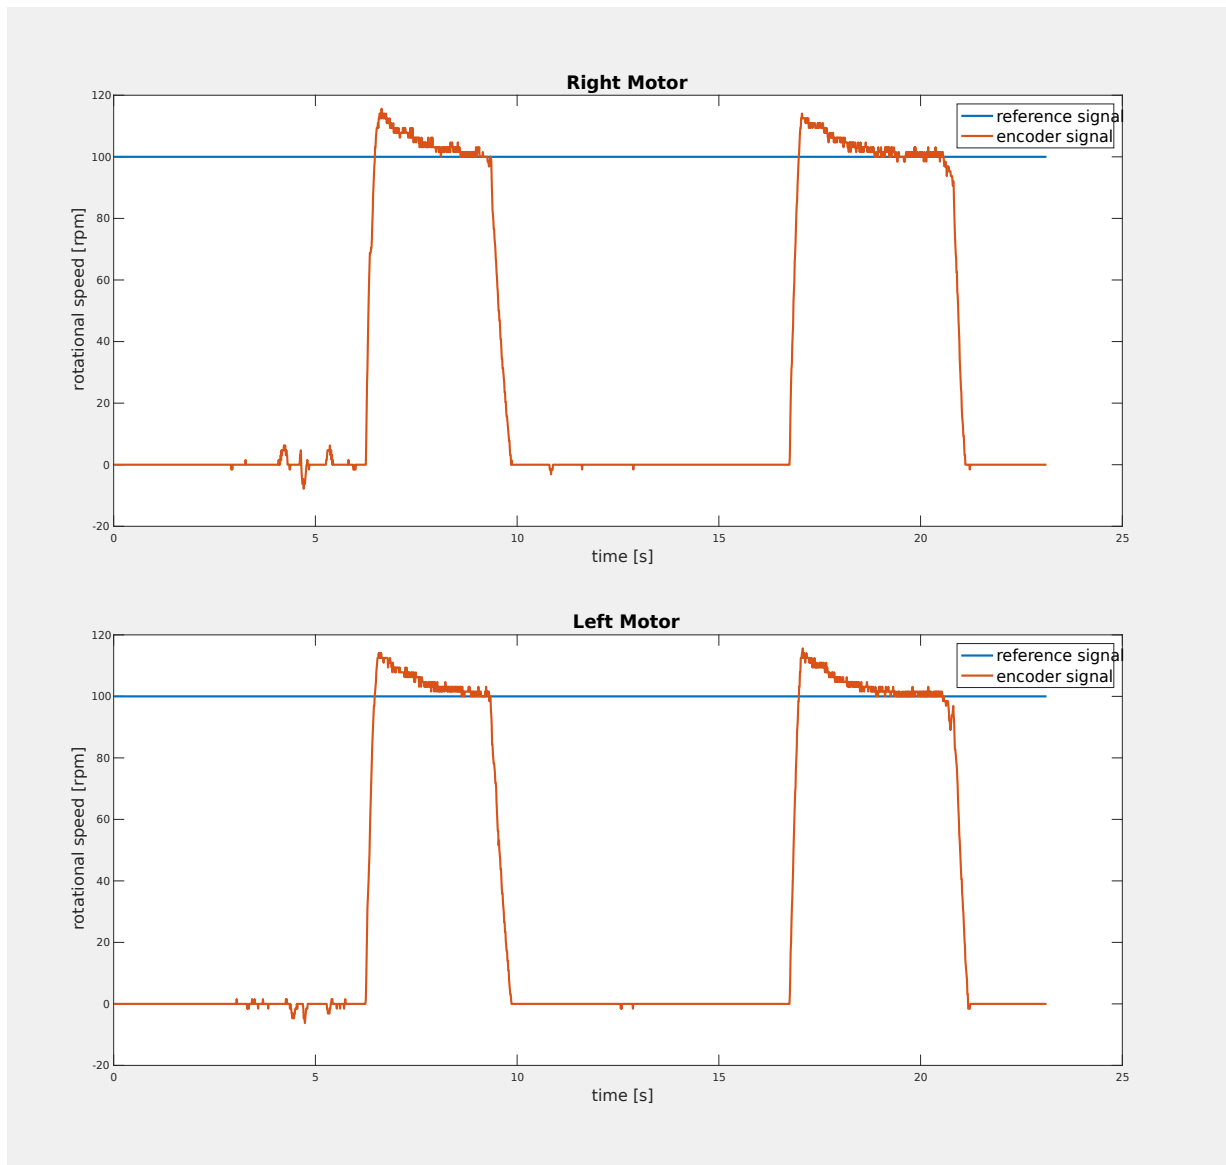 Right Motor
120
100
80
60
40
20
0
-20
rotational speed [rpm]
reference signal
encoder signal
0 5 10 15 20 25
time [s]
Left Motor
120
100
80
60
40
20
0
-20
rotational speed [rpm]
reference signal
encoder signal
0 5 10 15 20 25
time [s]